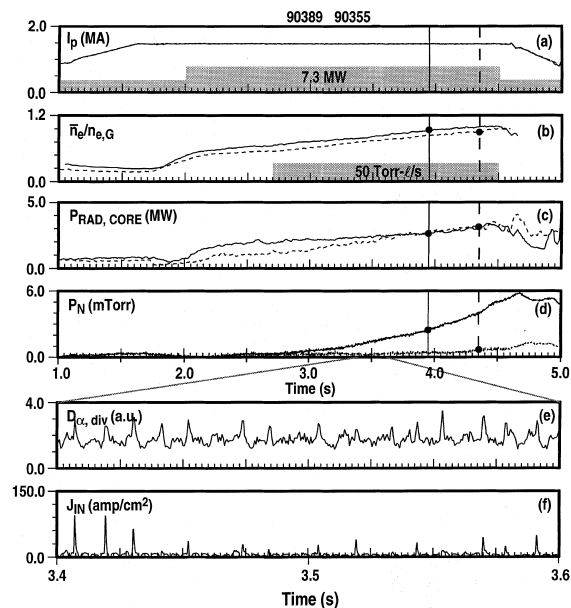 90389 90355
2.0 Iₚ (MA) (a)
7.3 MW
0.0
1.2 n̅ₑ/nₑ,G (b)
50 Torr-ℓ/s
0.0
5.0 P_RAD, CORE (MW) (c)
0.0
6.0 P_N (mTorr) (d)
0.0
1.0 2.0 3.0 4.0 5.0
Time (s)
4.0 D_α, div (a.u.) (e)
0.0
150.0 J_IN (amp/cm²) (f)
0.0
3.4 3.5 3.6
Time (s)